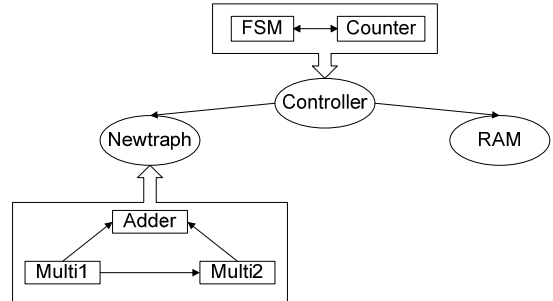 FSM Counter
Controller
Newtraph RAM
Adder
Multi1 Multi2